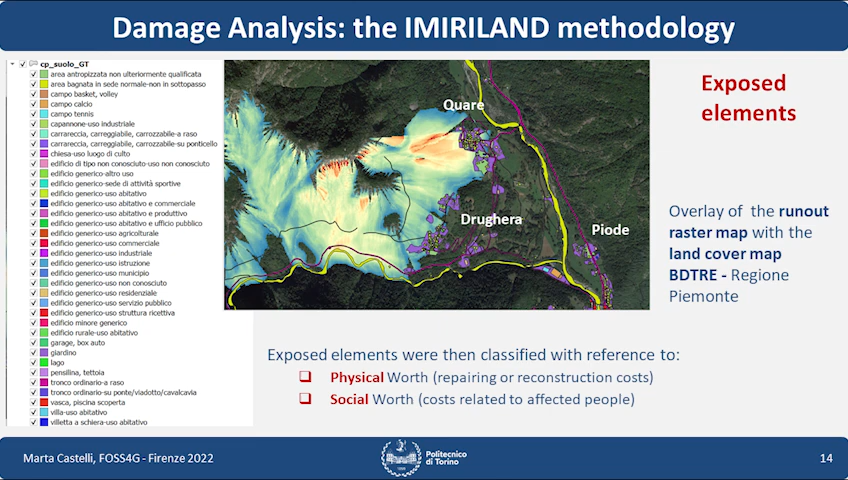 Damage Analysis: the IMIRILAND methodology
cp_suolo_GT
area antropizzata non ulteriormente qualificata
area bagnata in sede normale-non in sottopasso
campo basket, volley
campo calcio
campo tennis
capannone-uso industriale
carrareccia, carreggiabile, carrozzabile-a raso
carrareccia, carreggiabile, carrozzabile-su ponticello
chiesa-uso luogo di culto
edificio di tipo non conosciuto-uso non conosciuto
edificio generico-altro uso
edificio generico-sede di attività sportive
edificio generico-uso abitativo
edificio generico-uso abitativo e commerciale
edificio generico-uso abitativo e produttivo
edificio generico-uso abitativo e ufficio pubblico
edificio generico-uso agricolturale
edificio generico-uso commerciale
edificio generico-uso industriale
edificio generico-uso istruzione
edificio generico-uso municipio
edificio generico-uso non conosciuto
edificio generico-uso residenziale
edificio generico-uso servizio pubblico
edificio generico-uso struttura ricettiva
edificio minore generico
edificio rurale-uso abitativo
garage, box auto
giardino
lago
pensilina, tettoia
tronco ordinario-a raso
tronco ordinario-su ponte/viadotto/cavalcavia
vasca, piscina scoperta
villa-uso abitativo
villetta a schiera-uso abitativo
Quare
Drughera
Piode
Exposed
elements
Overlay of the runout
raster map with the
land cover map
BDTRE - Regione
Piemonte
Exposed elements were then classified with reference to:
❑ Physical Worth (repairing or reconstruction costs)
❑ Social Worth (costs related to affected people)
Marta Castelli, FOSS4G - Firenze 2022
Politecnico
di Torino
14